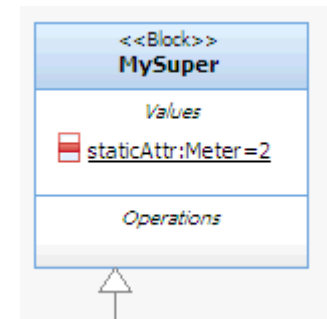 <<Block>>
MySuper
Values
staticAttr:Meter=2
Operations